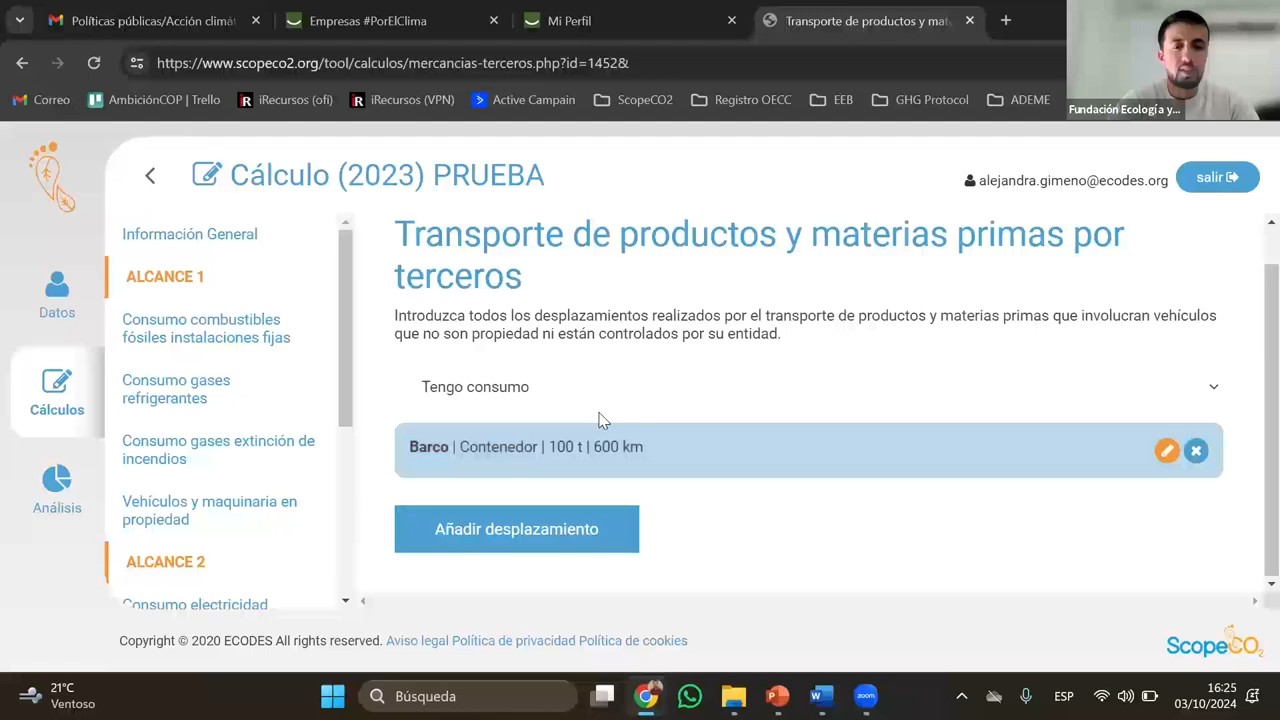 Políticas públicas/Acción climát
Empresas #PorElClima
Mi Perfil
Transporte de productos y mate
https://www.scopeco2.org/tool/calculos/mercancias-terceros.php?id=1452&
Correo
AmbiciónCOP | Trello
iRecursos (ofi)
iRecursos (VPN)
Active Campain
ScopeCO2
Registro OECC
EEB
GHG Protocol
ADEME
Fundación Ecología y...
Cálculo (2023) PRUEBA
alejandra.gimeno@ecodes.org
salir
Datos
Cálculos
Análisis
Información General
ALCANCE 1
Consumo combustibles
fósiles instalaciones fijas
Consumo gases
refrigerantes
Consumo gases extinción de
incendios
Vehículos y maquinaria en
propiedad
ALCANCE 2
Consumo electricidad
Transporte de productos y materias primas por
terceros
Introduzca todos los desplazamientos realizados por el transporte de productos y materias primas que involucran vehículos
que no son propiedad ni están controlados por su entidad.
Tengo consumo
Barco | Contenedor | 100 t | 600 km
Añadir desplazamiento
Copyright © 2020 ECODES All rights reserved. Aviso legal Política de privacidad Política de cookies
ScopeCO2
21°C
Ventoso
Búsqueda
zoom
ESP
16:25
03/10/2024